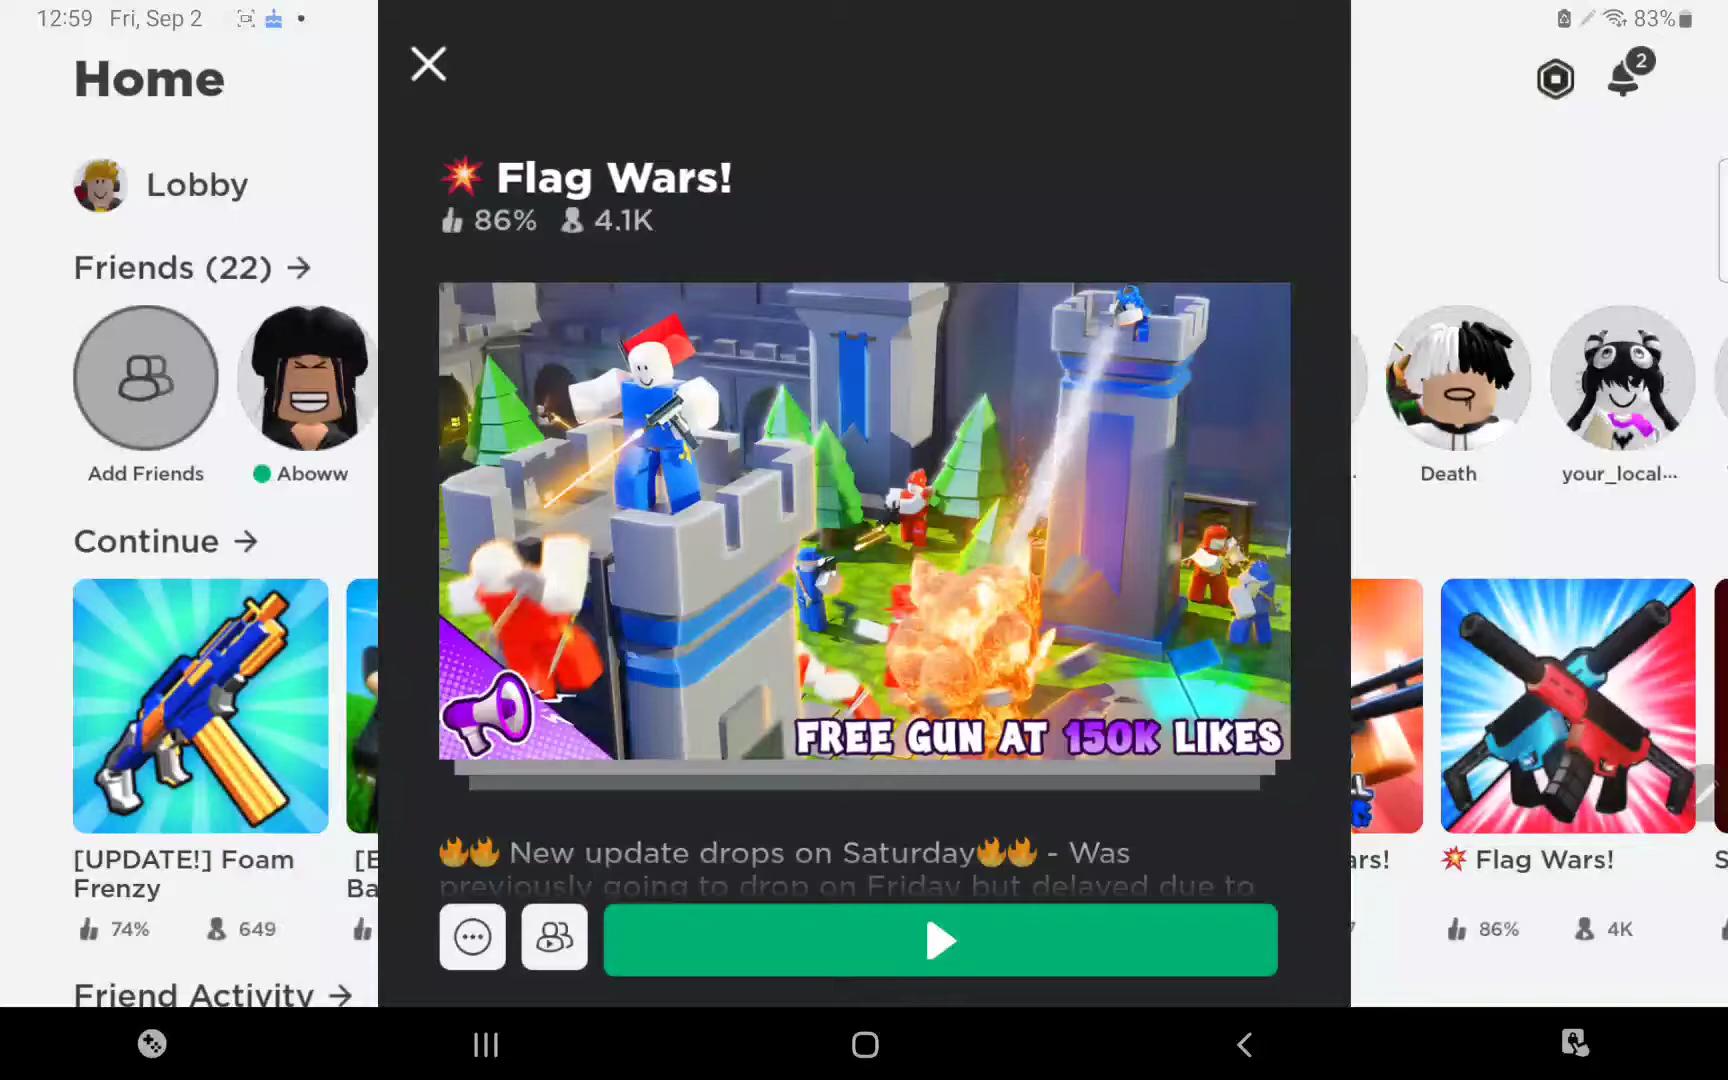 12:59 Fri, Sep 2
83%
Home
2
Lobby
Friends (22)
Add Friends
Aboww
Death
your_local...
Continue
[UPDATE!] Foam
Frenzy
74% 649
Friend Activity
Flag Wars!
86% 4.1K
FREE GUN AT 150K LIKES
New update drops on Saturday - Was
previously going to drop on Friday but delayed due to
Flag Wars!
86% 4K